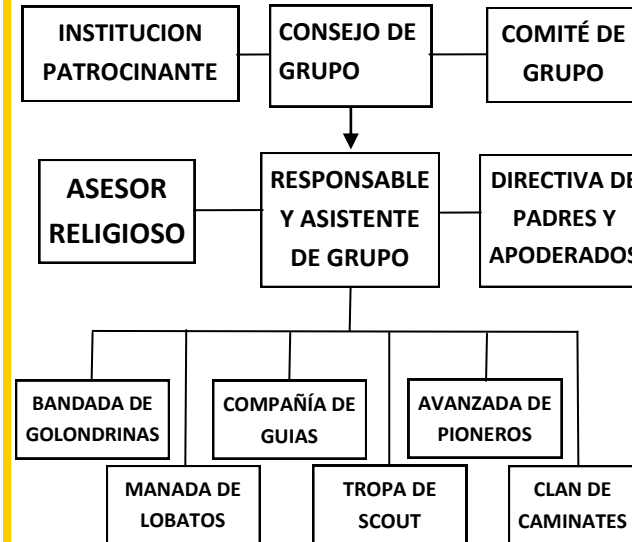 INSTITUCION
PATROCINANTE
CONSEJO DE
GRUPO
COMITÉ DE
GRUPO
ASESOR
RELIGIOSO
RESPONSABLE
Y ASISTENTE
DE GRUPO
DIRECTIVA DE
PADRES Y
APODERADOS
BANDADA DE
GOLONDRINAS
COMPAÑÍA DE
GUIAS
AVANZADA DE
PIONEROS
MANADA DE
LOBATOS
TROPA DE
SCOUT
CLAN DE
CAMINATES